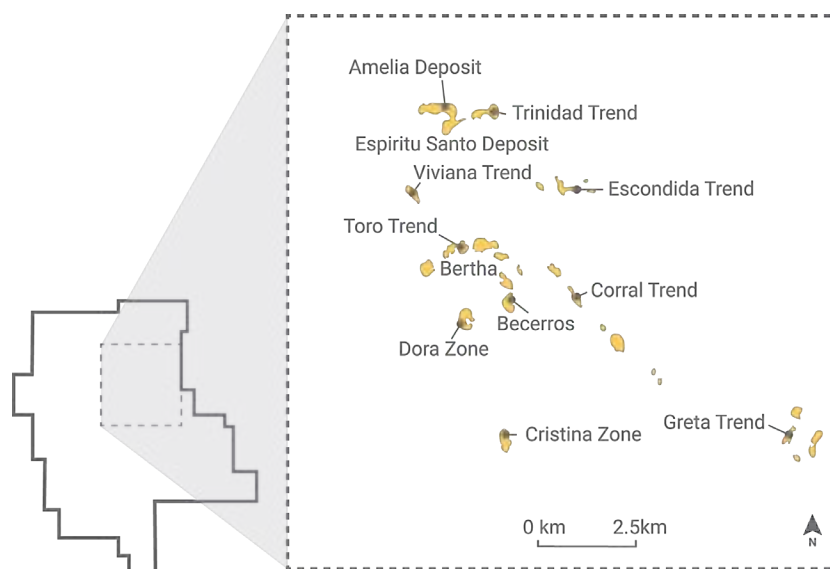 Amelia Deposit
Trinidad Trend
Espiritu Santo Deposit
Viviana Trend
Escondida Trend
Toro Trend
Bertha
Corral Trend
Becerros
Dora Zone
Greta Trend
Cristina Zone
0 km 2.5km
N